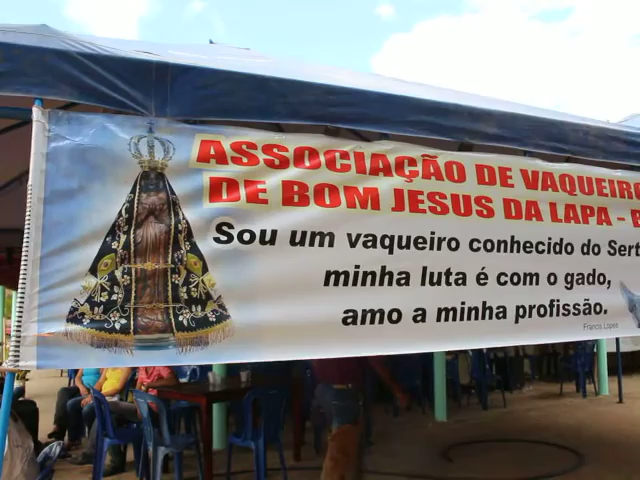 ASSOCIAÇÃO DE VAQUEIRO
DE BOM JESUS DA LAPA -
Sou um vaqueiro conhecido do Sert
minha luta é com o gado,
amo a minha profissão.
Francis Lopes